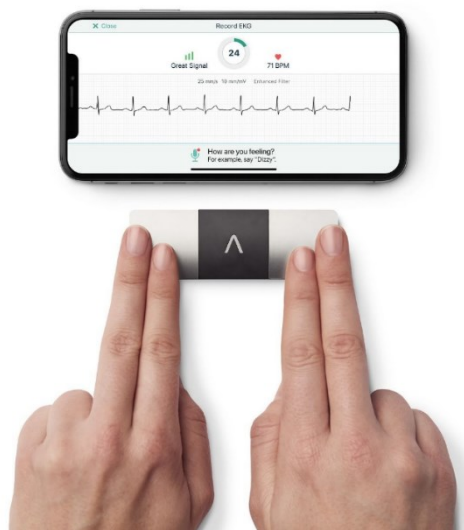 X Close
Record EKG
24
Great Signal
71 BPM
25 mm/s 10 mm/mV Enhanced Filter
How are you feeling?
For example, say "Dizzy".